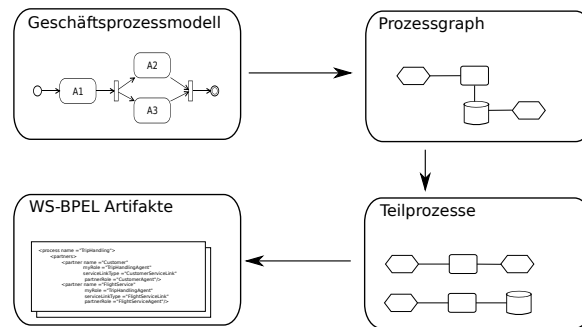 Geschäftsprozessmodell
A1
A2
A3
Prozessgraph
Teilprozesse
WS-BPEL Artifakte
<process name ="TripHandling">
<partners>
<partner name ="Customer"
myRole ="TripHandlingAgent"
serviceLinkType ="CustomerServiceLink"
partnerRole ="CustomerAgent"/>
<partner name ="FlightService"
myRole ="TripHandlingAgent"
serviceLinkType ="FlightServiceLink"
partnerRole ="FlightServiceAgent"/>